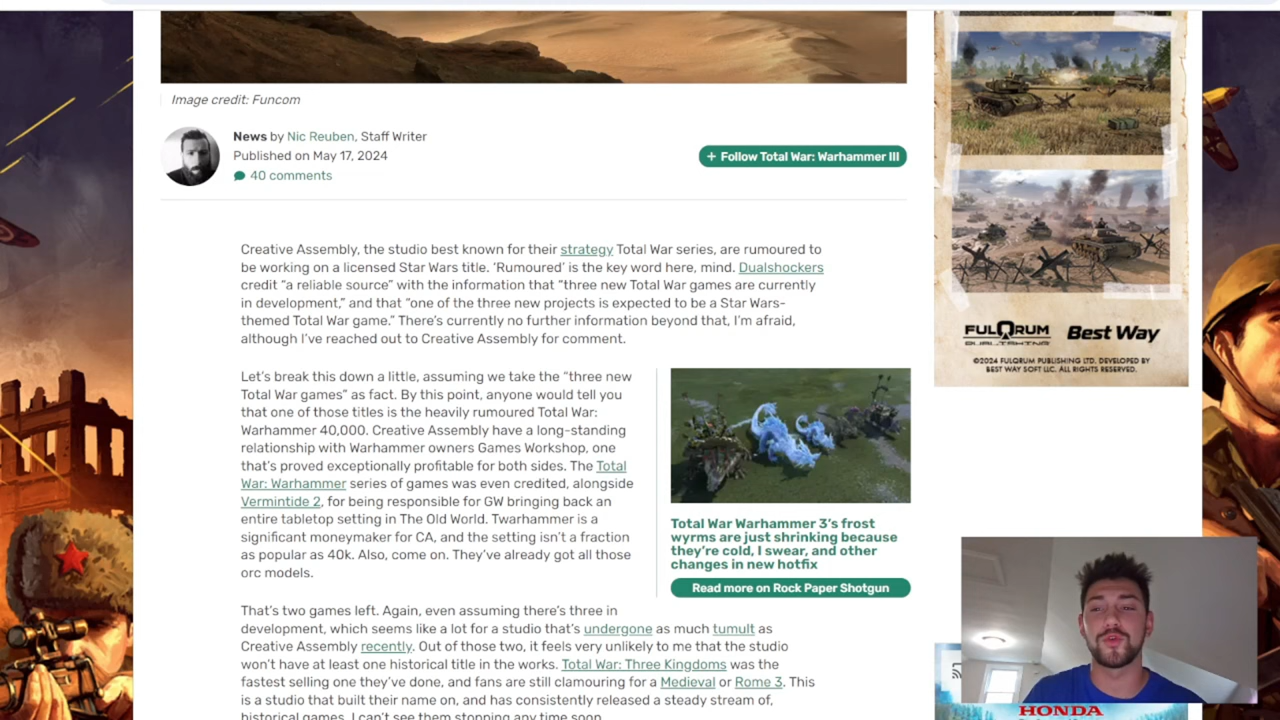 Image credit: Funcom
News by Nic Reuben, Staff Writer
Published on May 17, 2024
40 comments
+ Follow Total War: Warhammer III
Creative Assembly, the studio best known for their strategy Total War series, are rumoured to
be working on a licensed Star Wars title. ‘Rumoured’ is the key word here, mind. Dualshockers
credit “a reliable source” with the information that “three new Total War games are currently
in development,” and that “one of the three new projects is expected to be a Star Wars-
themed Total War game.” There’s currently no further information beyond that, I’m afraid,
although I’ve reached out to Creative Assembly for comment.
Let’s break this down a little, assuming we take the “three new
Total War games” as fact. By this point, anyone would tell you
that one of those titles is the heavily rumoured Total War:
Warhammer 40,000. Creative Assembly have a long-standing
relationship with Warhammer owners Games Workshop, one
that’s proved exceptionally profitable for both sides. The Total
War: Warhammer series of games was even credited, alongside
Vermintide 2, for being responsible for GW bringing back an
entire tabletop setting in The Old World. Twarhammer is a
significant moneymaker for CA, and the setting isn’t a fraction
as popular as 40k. Also, come on. They’ve already got all those
orc models.
Total War Warhammer 3’s frost
wyrms are just shrinking because
they’re cold, I swear, and other
changes in new hotfix
Read more on Rock Paper Shotgun
That’s two games left. Again, even assuming there’s three in
development, which seems like a lot for a studio that’s undergone as much tumult as
Creative Assembly recently. Out of those two, it feels very unlikely to me that the studio
won’t have at least one historical title in the works. Total War: Three Kingdoms was the
fastest selling one they’ve done, and fans are still clamouring for a Medieval or Rome 3. This
is a studio that built their name on, and has consistently released a steady stream of,
historical games. I can’t see them stopping any time soon
FULQRUM
PUBLISHING
Best Way
©2024 FULQRUM PUBLISHING LTD. DEVELOPED BY
BEST WAY SOFT LLC. ALL RIGHTS RESERVED.
HONDA